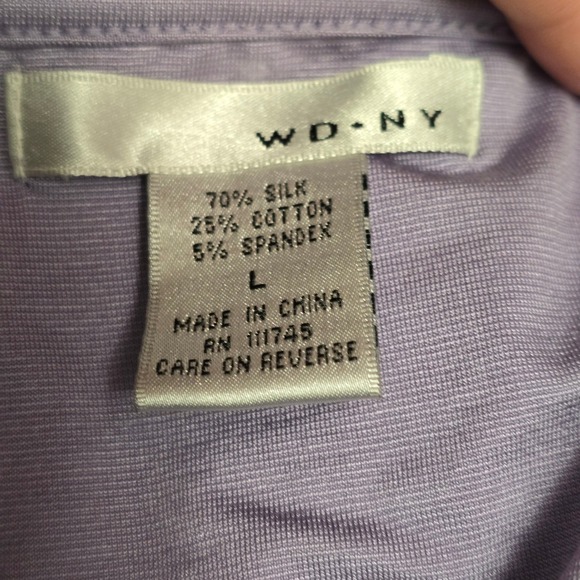 WD•NY
70% SILK
25% COTTON
5% SPANDEX
L
MADE IN CHINA
RN 111745
CARE ON REVERSE